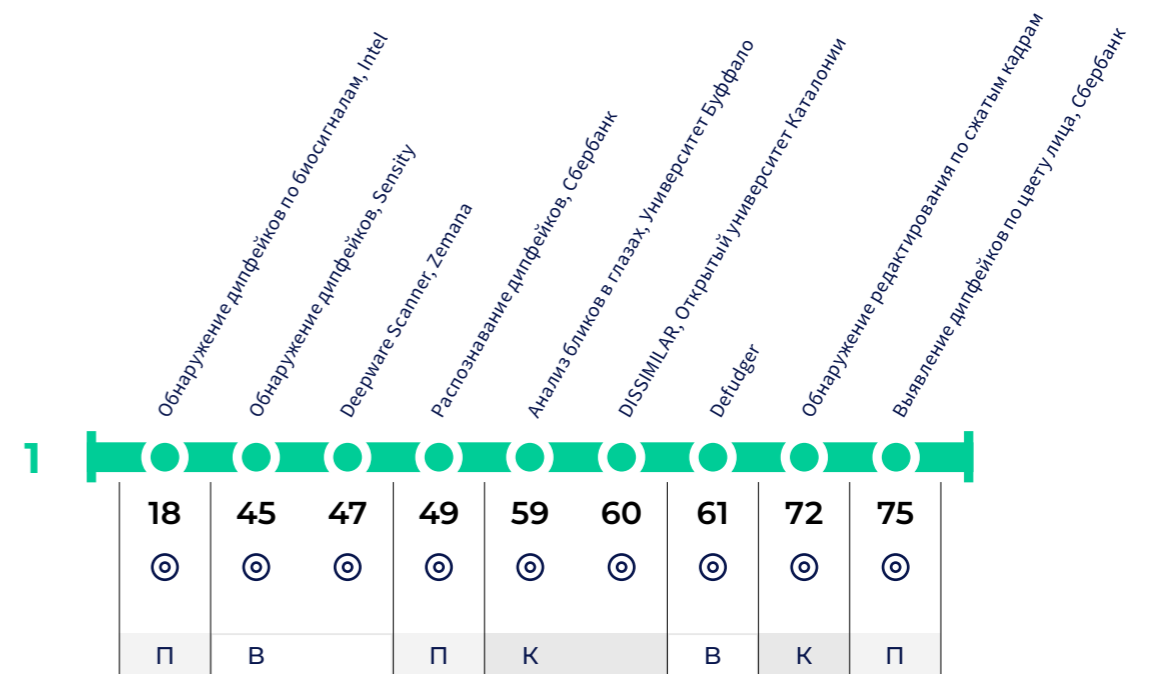 Обнаружение дипфейков по биосигналам, Intel
Обнаружение дипфейков, Sensity
Deepware Scanner, Zemana
Распознавание дипфейков, Сбербанк
Анализ бликов в глазах, Университет Буффало
DISSIMILAR, Открытый университет Каталонии
Defudger
Обнаружение редактирования по сжатым кадрам
Выявление дипфейков по цвету лица, Сбербанк
1
18 45 47 49 59 60 61 72 75
П В П К В К П